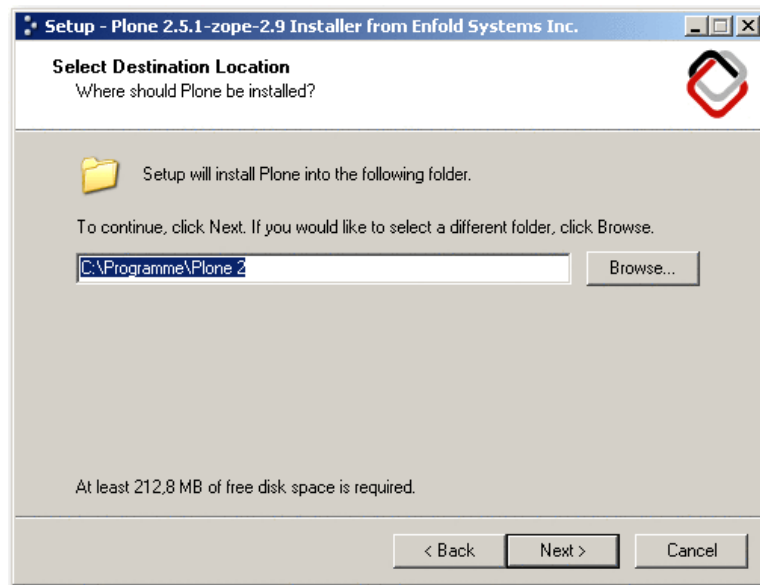 Setup - Plone 2.5.1-zope-2.9 Installer from Enfold Systems Inc.
Select Destination Location
Where should Plone be installed?
Setup will install Plone into the following folder.
To continue, click Next. If you would like to select a different folder, click Browse.
C:\Programme\Plone 2
Browse...
At least 212,8 MB of free disk space is required.
< Back
Next >
Cancel